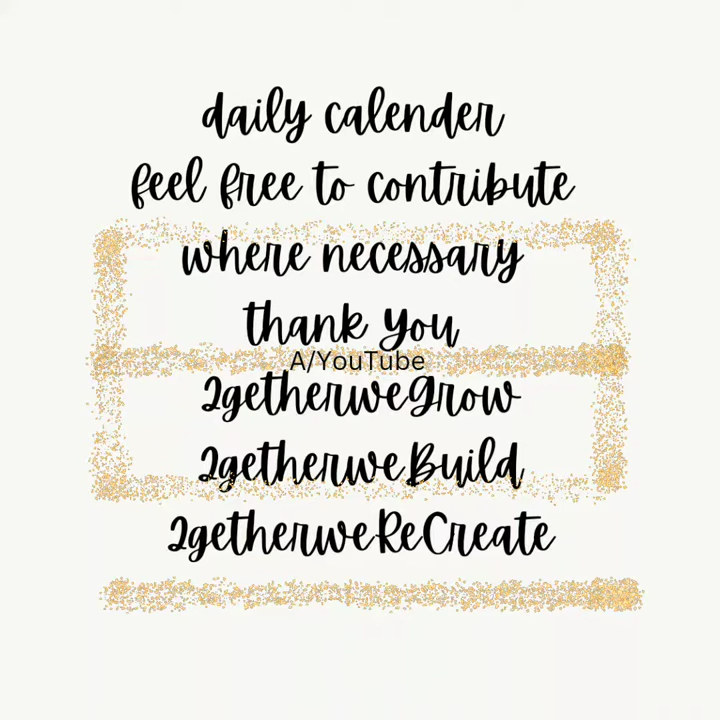 daily calender
feel free to contribute
where necessary
thank you
A/YouTube
2getherweGrow
2getherweBuild
2getherweReCreate